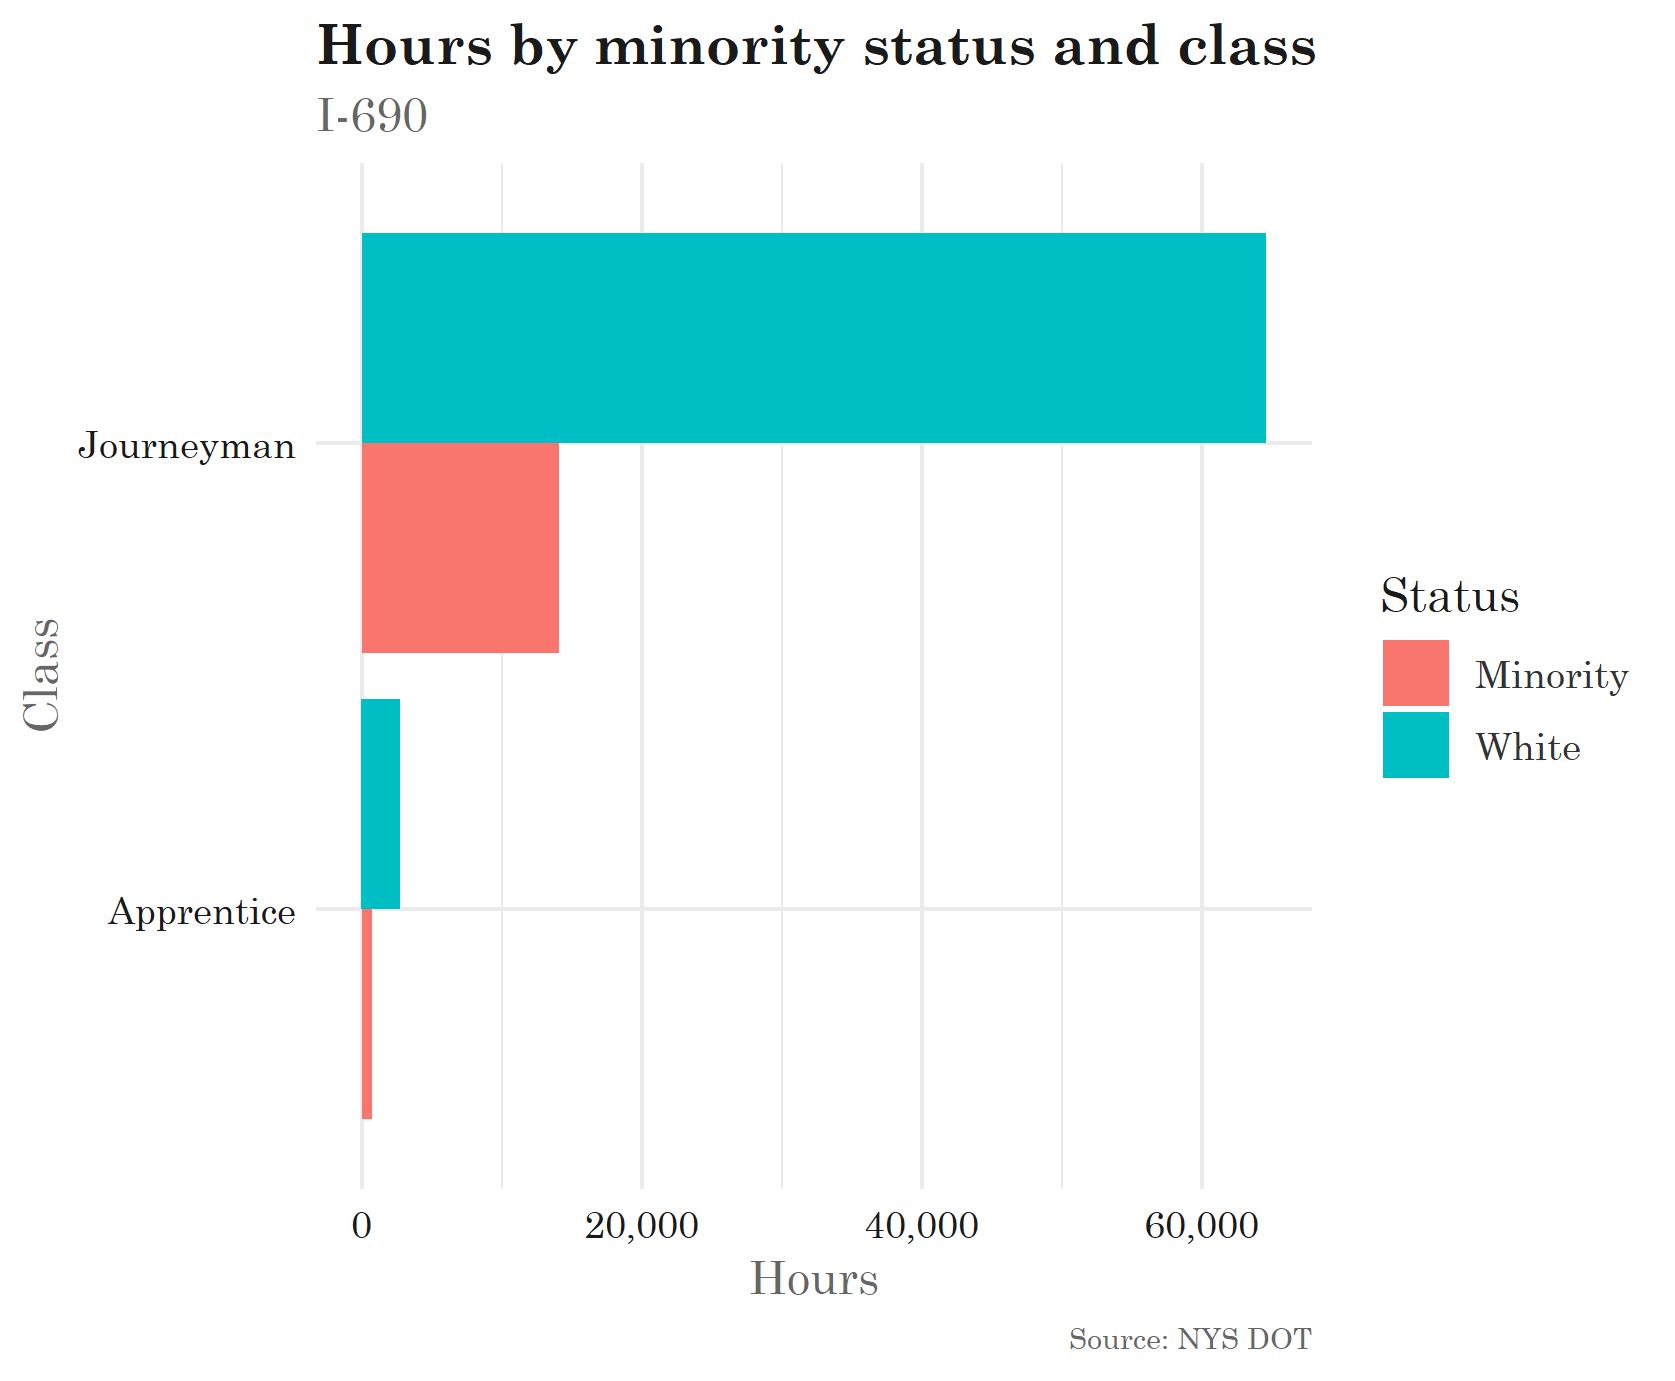 Hours by minority status and class
I-690
Journeyman
Apprentice
Class
0 20,000 40,000 60,000
Hours
Status
Minority
White
Source: NYS DOT